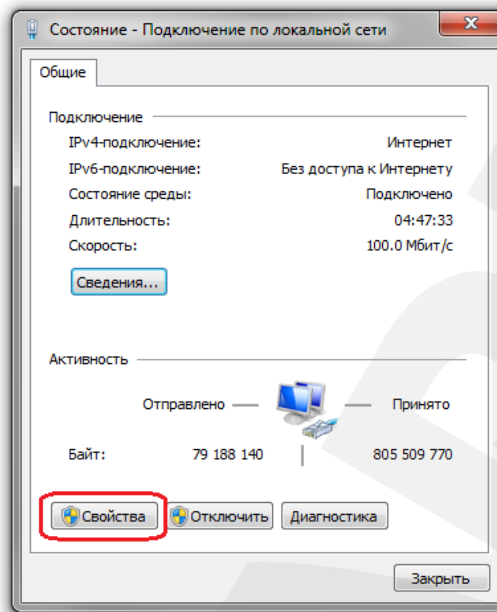 Состояние - Подключение по локальной сети
Общие
Подключение
IPv4-подключение: Интернет
IPv6-подключение: Без доступа к Интернету
Состояние среды: Подключено
Длительность: 04:47:33
Скорость: 100.0 Мбит/с
Сведения...
Активность
Отправлено — Принято
Байт: 79 188 140 | 805 509 770
Свойства Отключить Диагностика
Закрыть